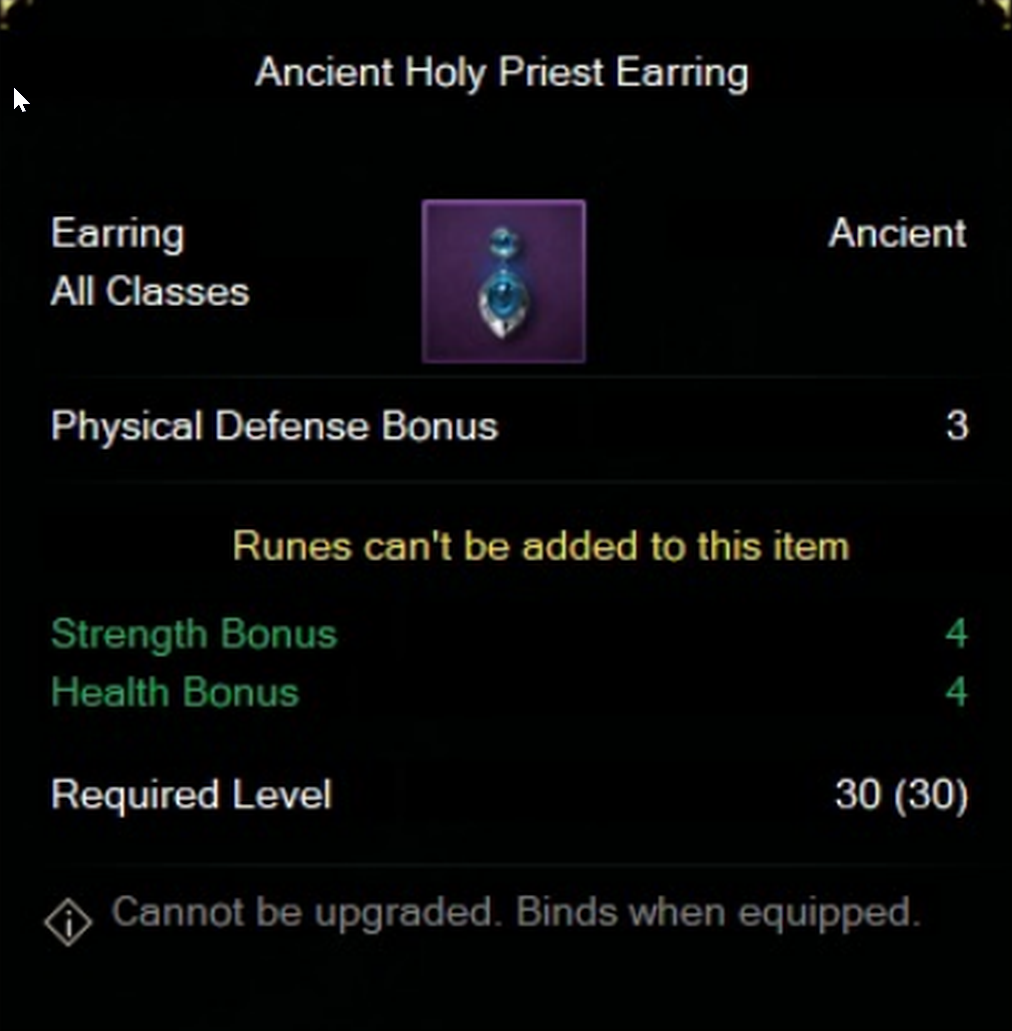 Ancient Holy Priest Earring
Earring
Ancient
All Classes
Physical Defense Bonus 3
Runes can't be added to this item
Strength Bonus 4
Health Bonus 4
Required Level 30 (30)
Cannot be upgraded. Binds when equipped.